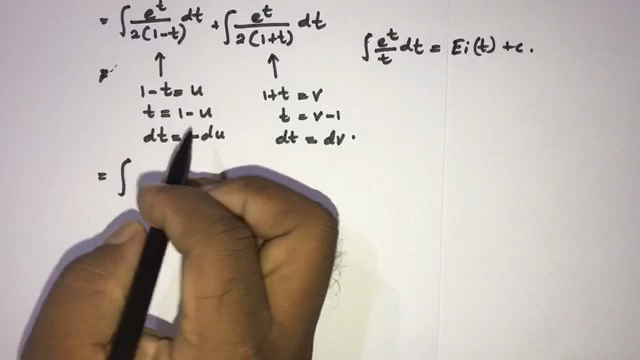 = ∫ e^t / 2(1-t) dt + ∫ e^t / 2(1+t) dt
∫ e^t / t dt = Ei(t) + c.
1-t = u
t = 1-u
dt = -du
1+t = v
t = v-1
dt = dv.
= ∫